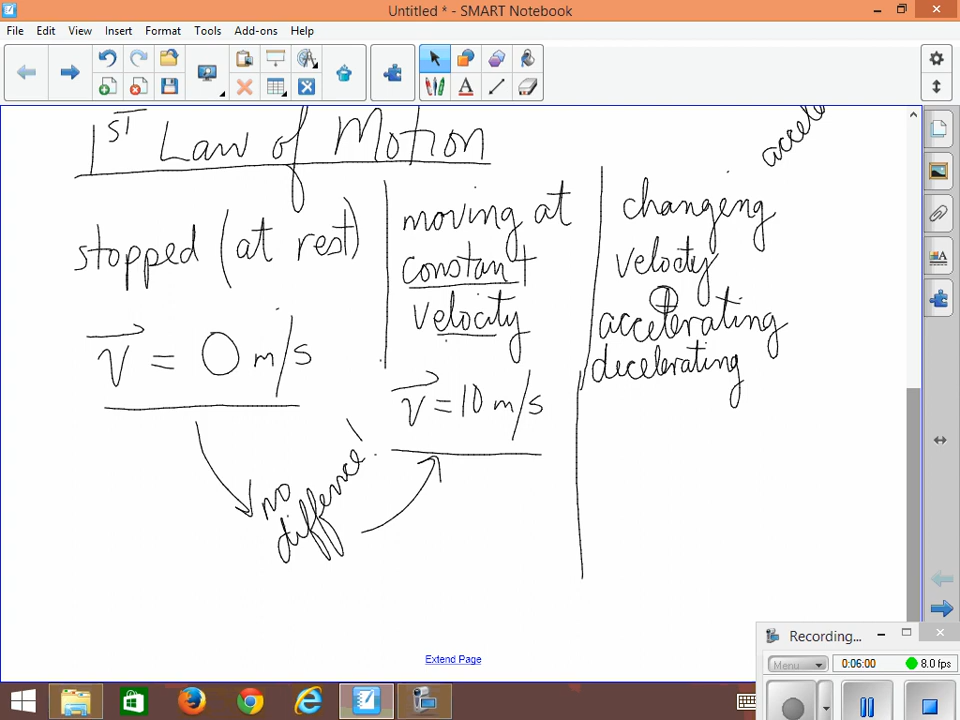 Untitled * - SMART Notebook
File Edit View Insert Format Tools Add-ons Help
1ST Law of Motion
accele
stopped (at rest)
v = 0 m/s
moving at
constant
velocity
v = 10 m/s
changeng
velocity
accelerating
decelerating
no
diffence!
Extend Page
Recording...
Menu
0:06:00
8.0 fps